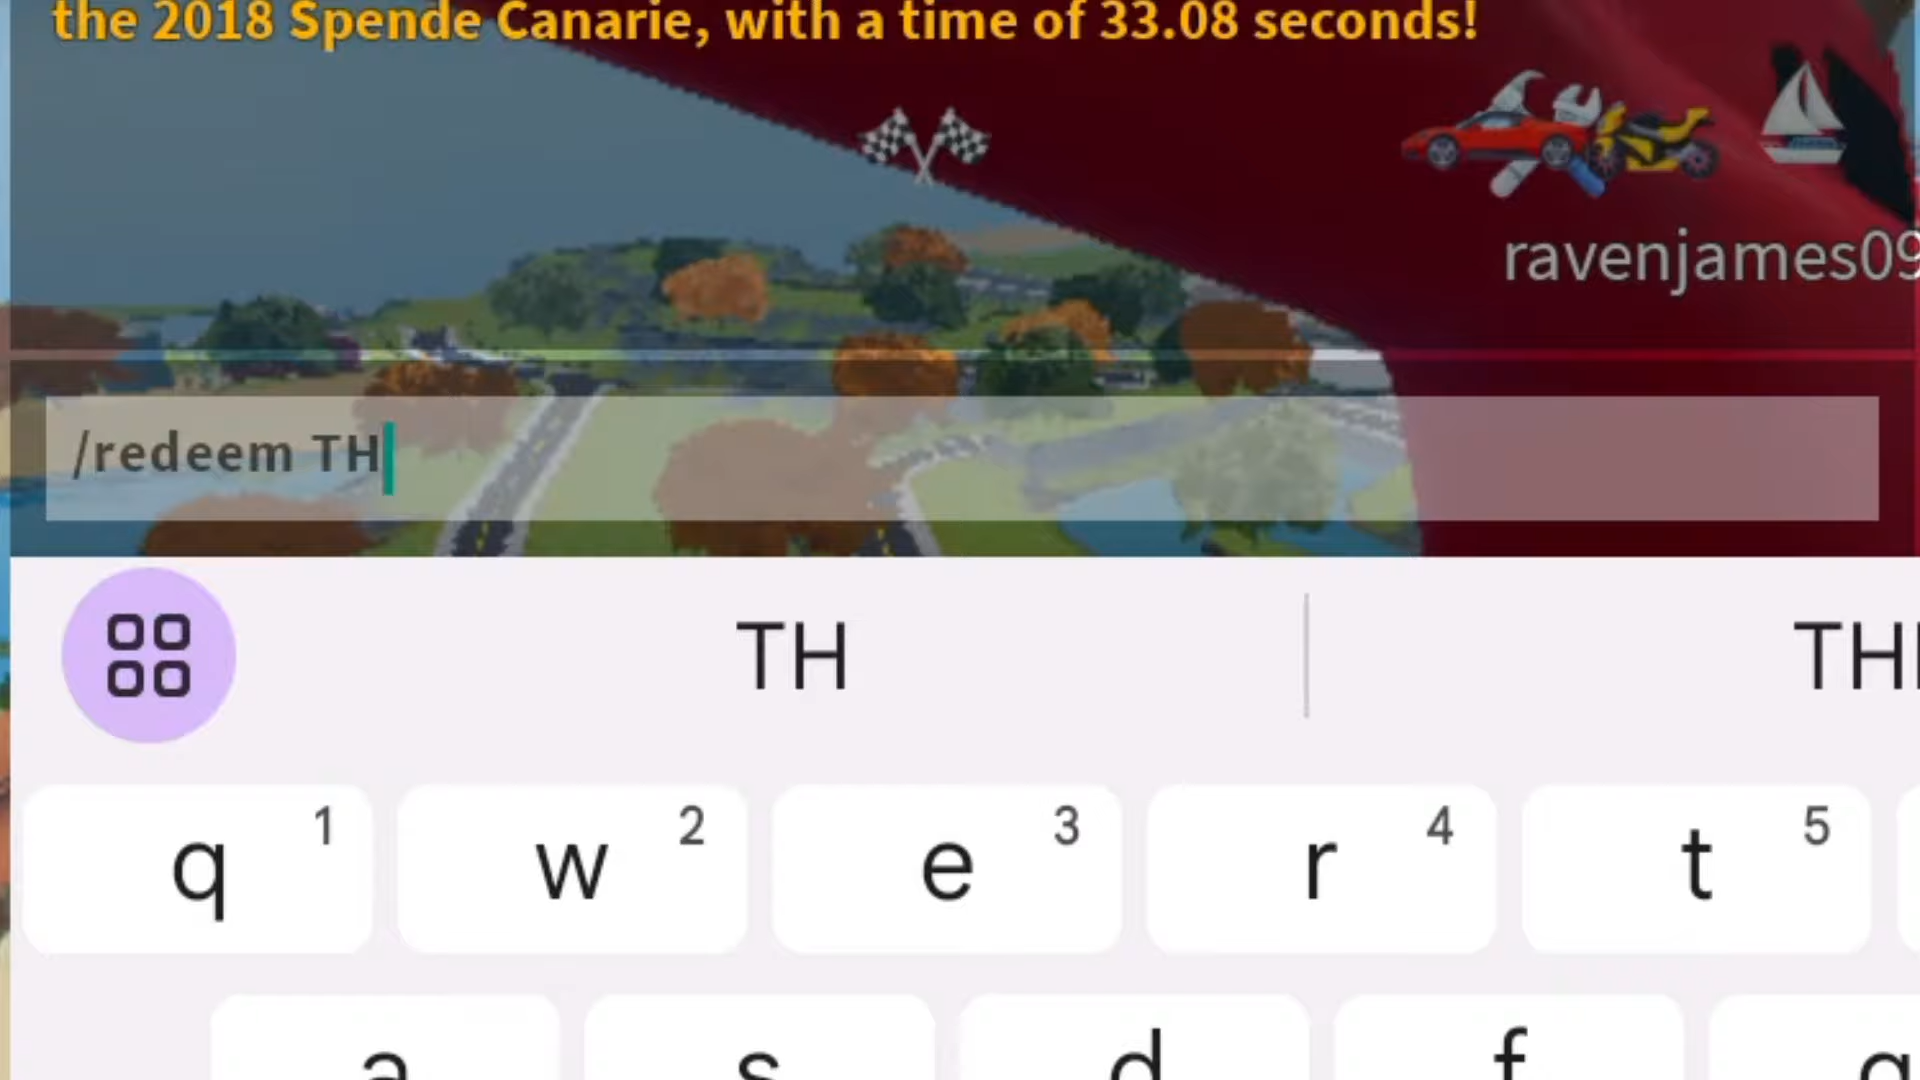 the 2018 Spende Canarie, with a time of 33.08 seconds!
ravenjames09
/redeem TH
TH
q 1 w 2 e 3 r 4 t 5
a s d f